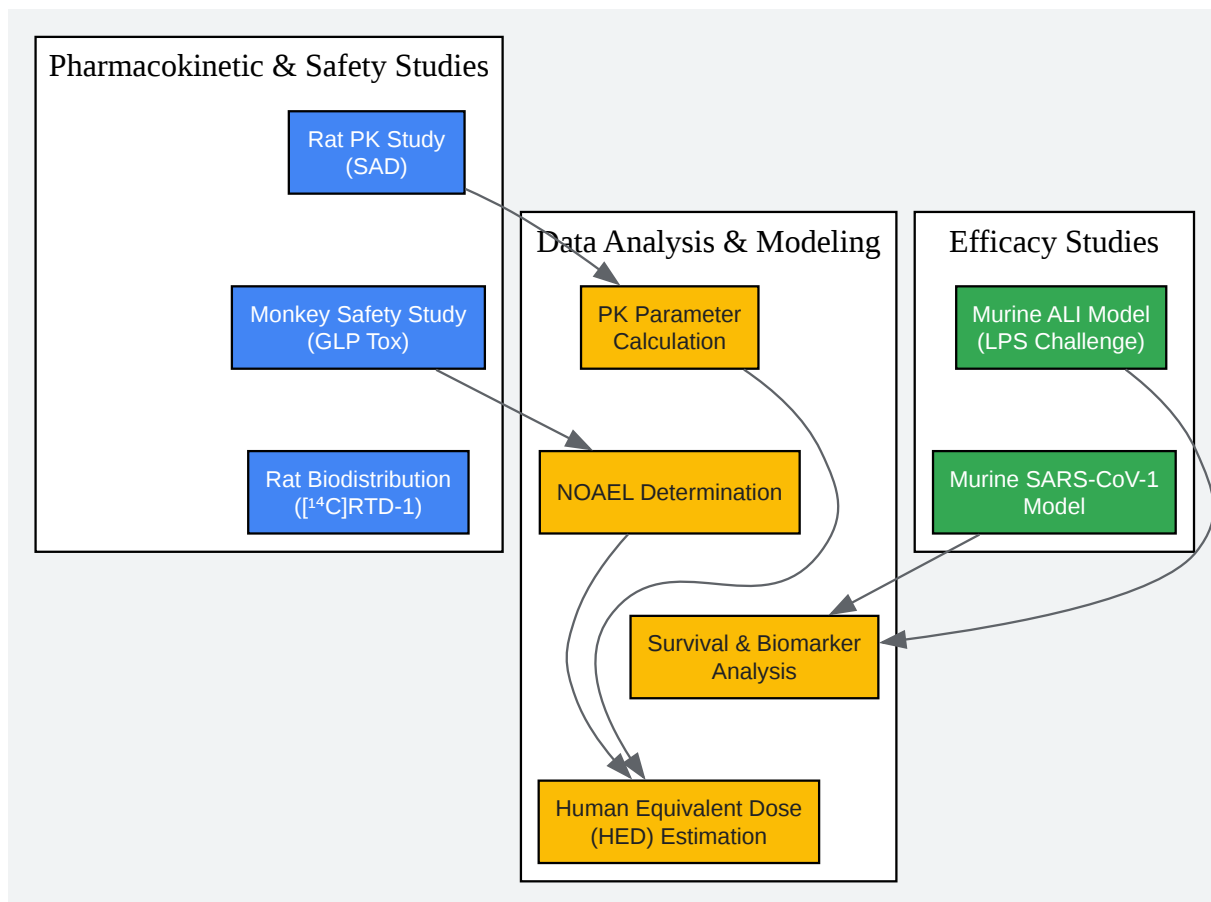 Pharmacokinetic & Safety Studies
Rat PK Study
(SAD)
Monkey Safety Study
(GLP Tox)
Rat Biodistribution
([¹⁴C]RTD-1)
Data Analysis & Modeling
PK Parameter
Calculation
NOAEL Determination
Survival & Biomarker
Analysis
Human Equivalent Dose
(HED) Estimation
Efficacy Studies
Murine ALI Model
(LPS Challenge)
Murine SARS-CoV-1
Model